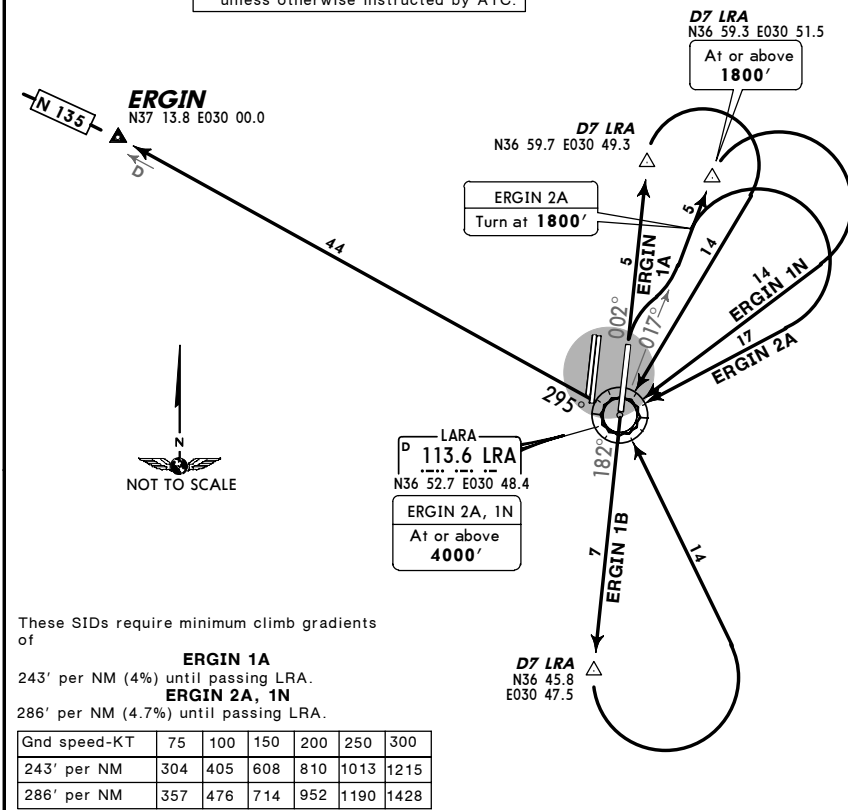 unless otherwise instructed by ATC.
D7 LRA
N36 59.3 E030 51.5
At or above
1800'
N 135
ERGIN
N37 13.8 E030 00.0
D
D7 LRA
N36 59.7 E030 49.3
ERGIN 2A
Turn at 1800'
44
5
ERGIN
1A
5
14
14
ERGIN 1N
17
ERGIN 2A
002°
017°
295°
182°
N
NOT TO SCALE
LARA
D 113.6 LRA
N36 52.7 E030 48.4
ERGIN 2A, 1N
At or above
4000'
7
ERGIN 1B
14
D7 LRA
N36 45.8
E030 47.5
These SIDs require minimum climb gradients
of
ERGIN 1A
243' per NM (4%) until passing LRA.
ERGIN 2A, 1N
286' per NM (4.7%) until passing LRA.
Gnd speed-KT 75 100 150 200 250 300
243' per NM 304 405 608 810 1013 1215
286' per NM 357 476 714 952 1190 1428